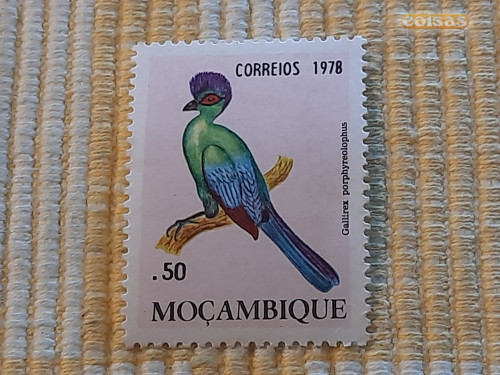 coisas
CORREIOS 1978
Gallirex porphyreolophus
.50
MOÇAMBIQUE